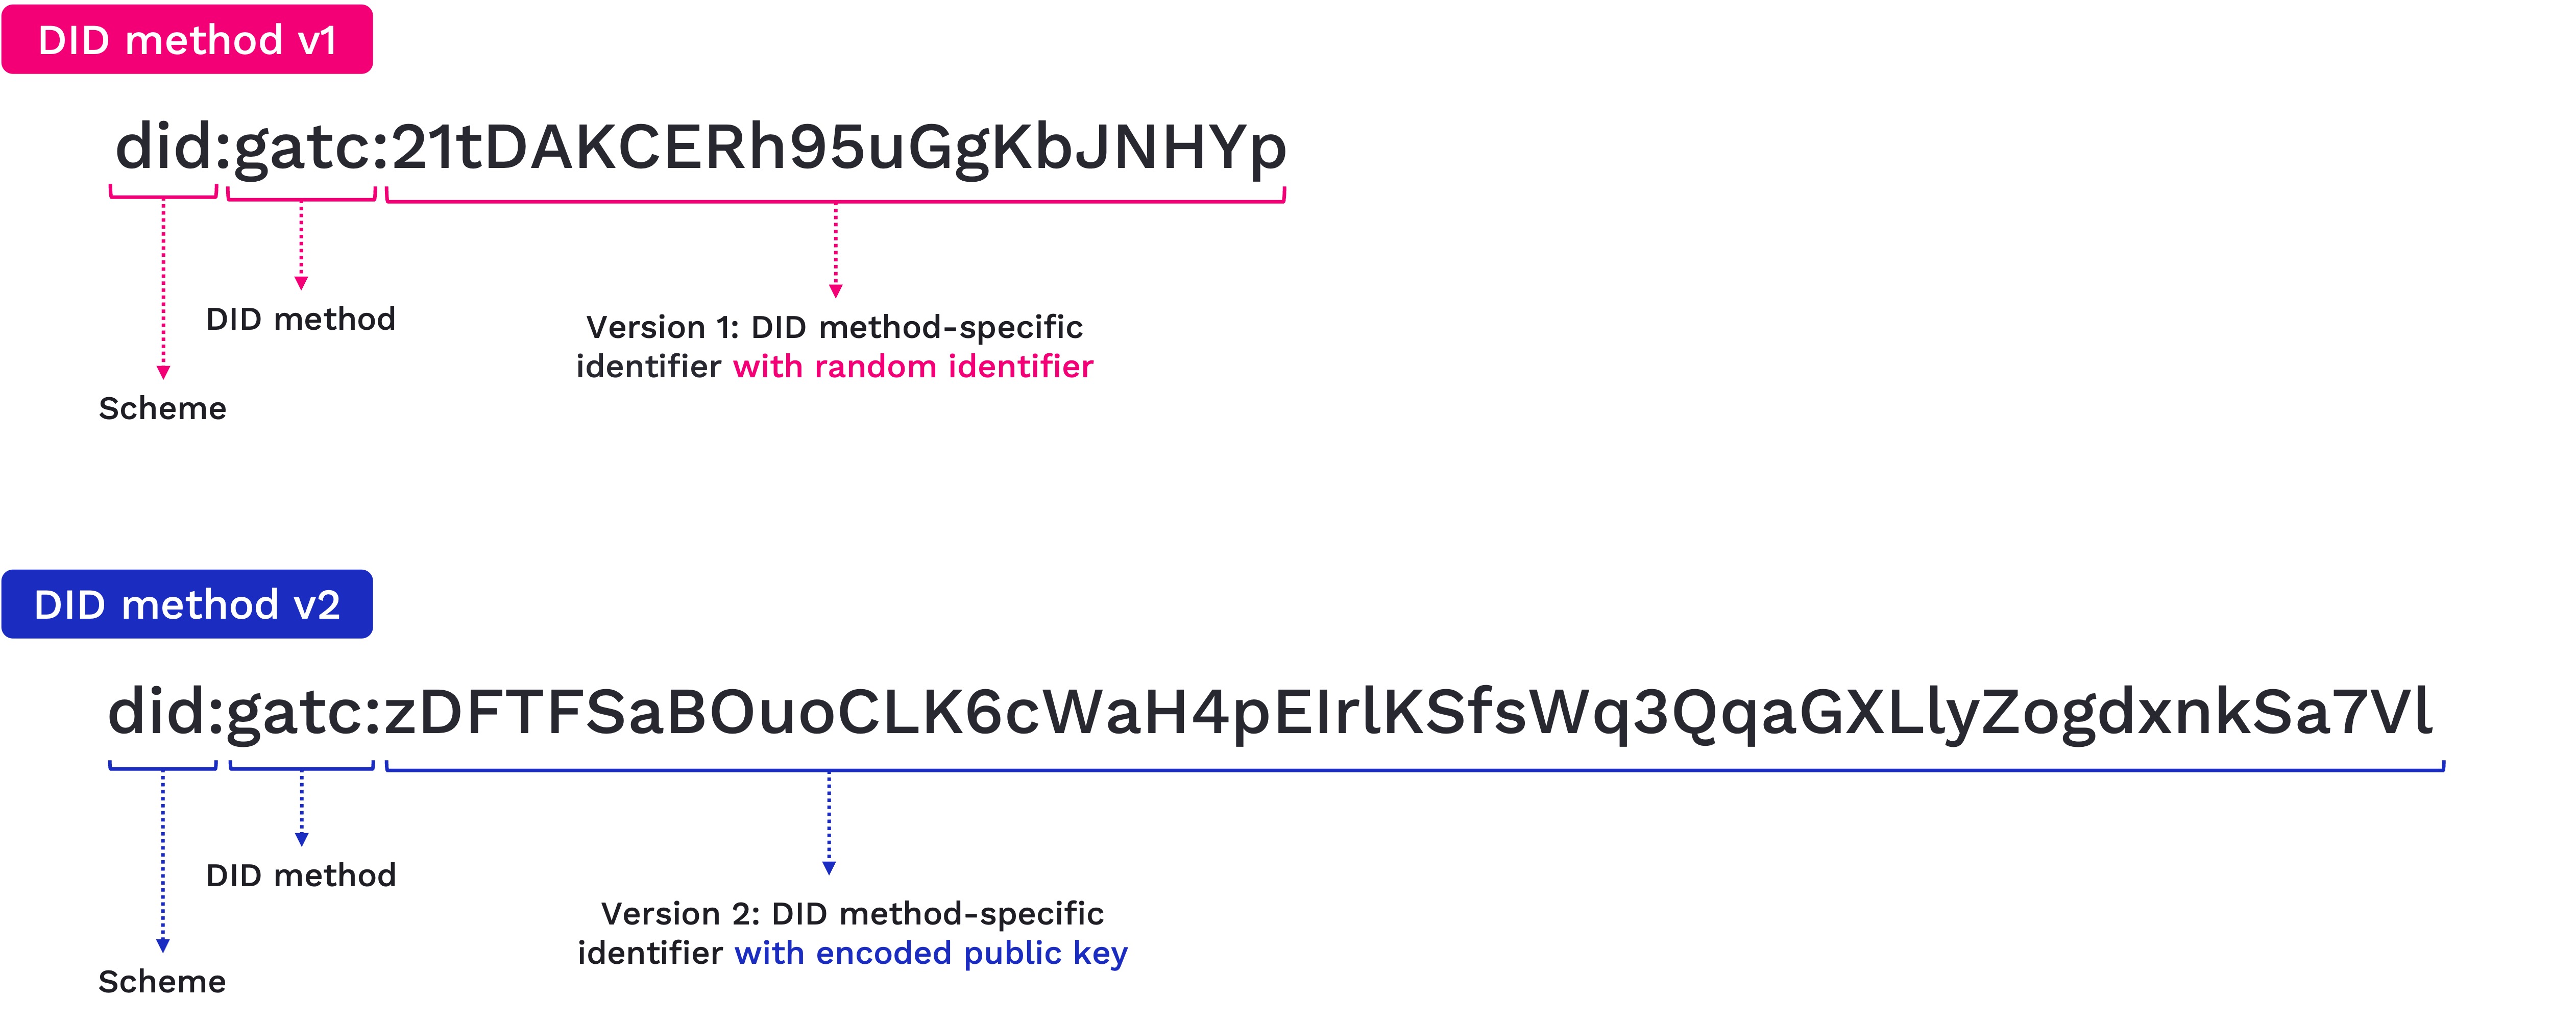 DID method v1
did:gatc:21tDAKCERh95uGgKbJNHYp
DID method
Version 1: DID method-specific
identifier with random identifier
Scheme
DID method v2
did:gatc:zDFTFSaBOuoCLK6cWaH4pEIrlKSfsWq3QqaGXLlyZogdxnkSa7Vl
DID method
Version 2: DID method-specific
identifier with encoded public key
Scheme